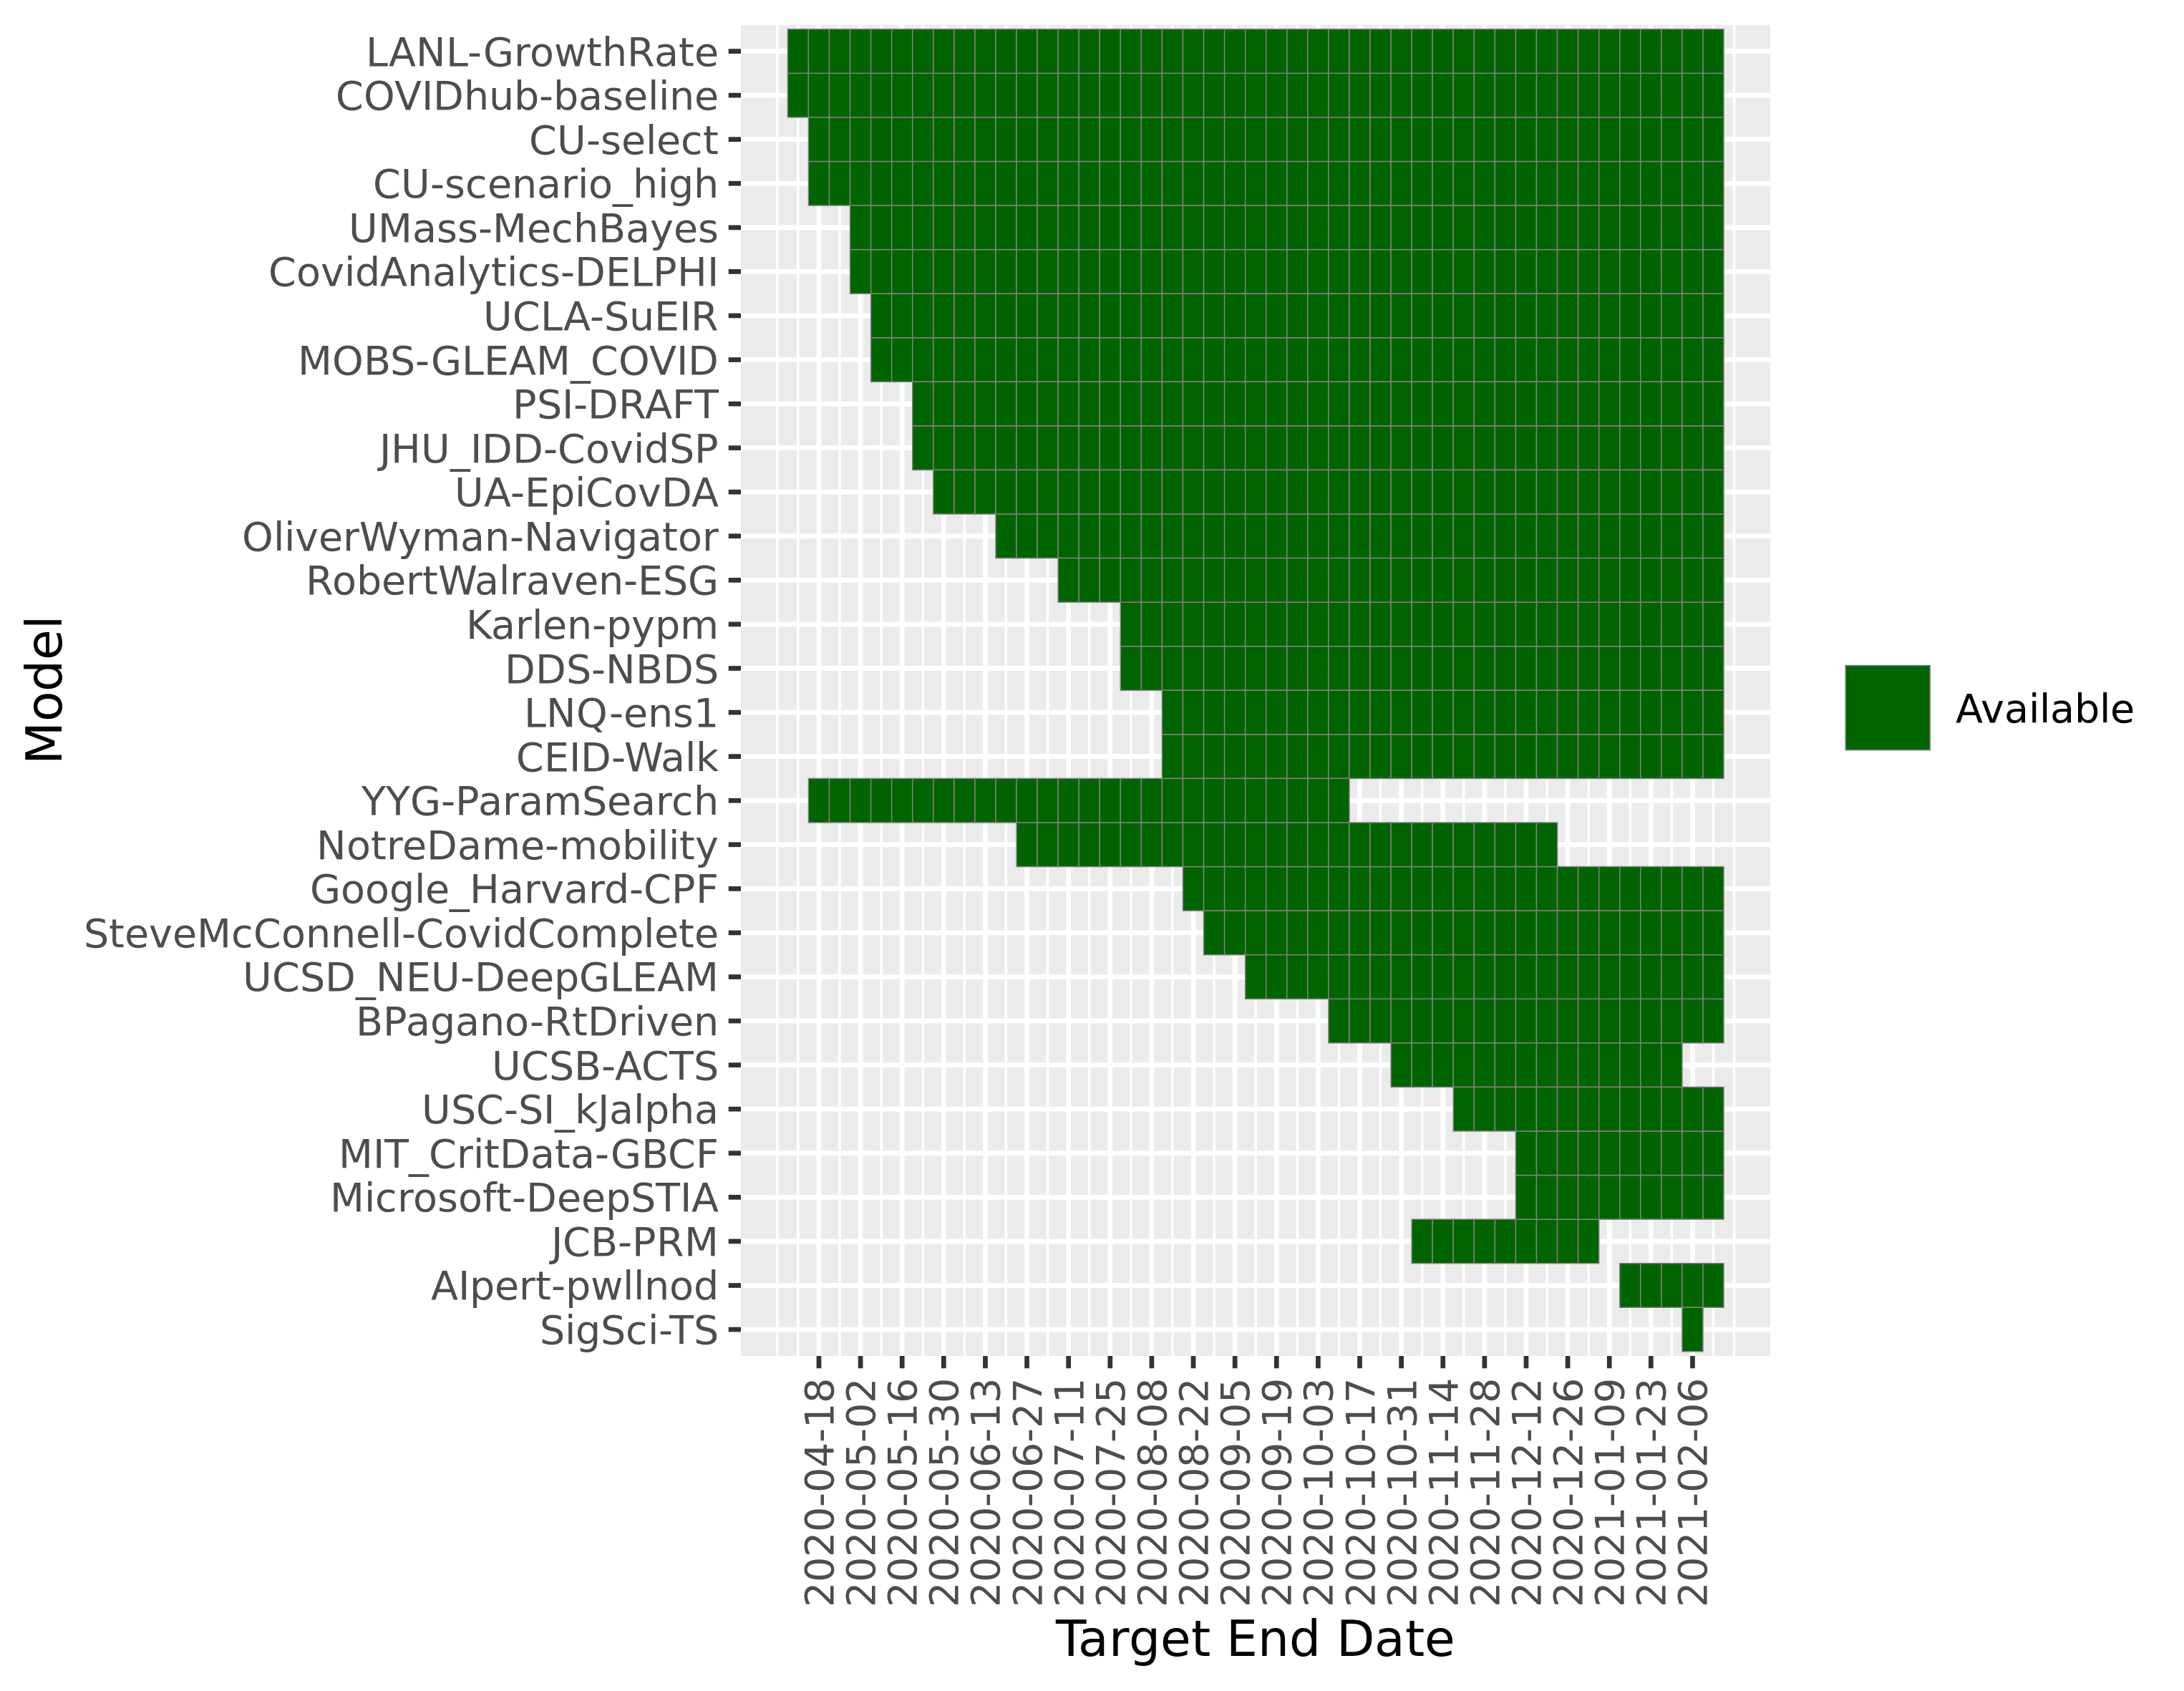 Model
LANL-GrowthRate
COVIDhub-baseline
CU-select
CU-scenario_high
UMass-MechBayes
CovidAnalytics-DELPHI
UCLA-SuEIR
MOBS-GLEAM_COVID
PSI-DRAFT
JHU_IDD-CovidSP
UA-EpiCovDA
OliverWyman-Navigator
RobertWalraven-ESG
Karlen-pypm
DDS-NBDS
LNQ-ens1
CEID-Walk
YYG-ParamSearch
NotreDame-mobility
Google_Harvard-CPF
SteveMcConnell-CovidComplete
UCSD_NEU-DeepGLEAM
BPagano-RtDriven
UCSB-ACTS
USC-SI_kJalpha
MIT_CritData-GBCF
Microsoft-DeepSTIA
JCB-PRM
AIpert-pwllnod
SigSci-TS
2020-04-18
2020-05-02
2020-05-16
2020-05-30
2020-06-13
2020-06-27
2020-07-11
2020-07-25
2020-08-08
2020-08-22
2020-09-05
2020-09-19
2020-10-03
2020-10-17
2020-10-31
2020-11-14
2020-11-28
2020-12-12
2020-12-26
2021-01-09
2021-01-23
2021-02-06
Target End Date
Available